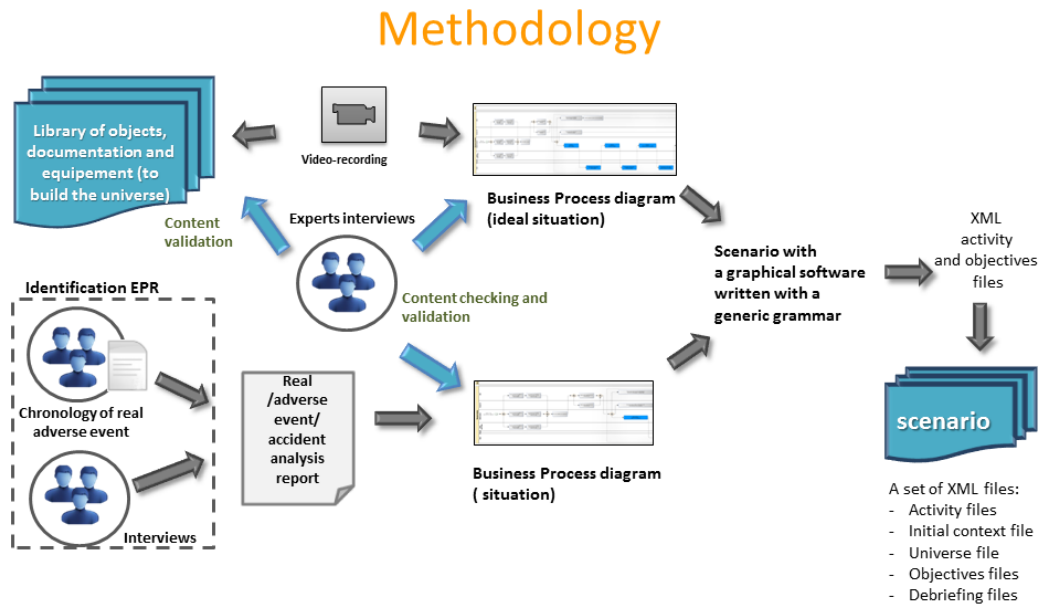 Methodology
Library of objects,
documentation and
equipement (to
build the universe)
Video-recording
Business Process diagram
(ideal situation)
Content
validation
Experts interviews
Content checking and
validation
Scenario with
a graphical software
written with a
generic grammar
XML
activity
and objectives
files
Identification EPR
Chronology of real
adverse event
Interviews
Real
/adverse
event/
accident
analysis
report
Business Process diagram
( situation)
scenario
A set of XML files:
- Activity files
- Initial context file
- Universe file
- Objectives files
- Debriefing files